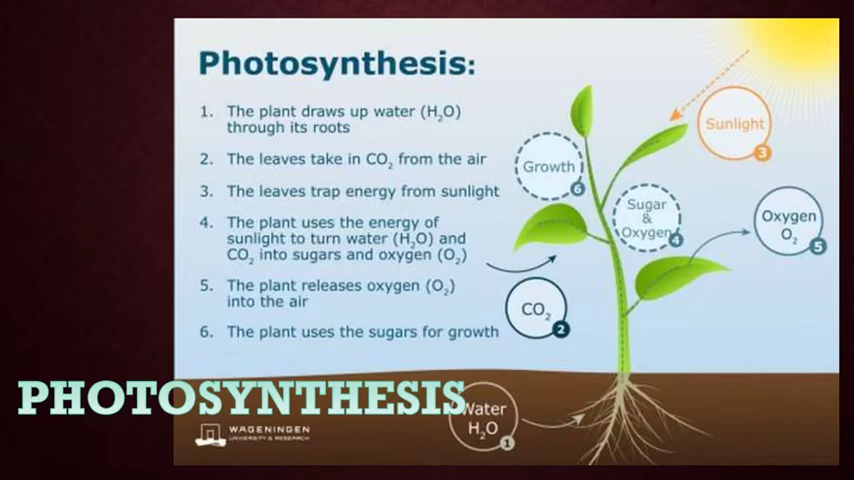 Photosynthesis:
1. The plant draws up water (H₂O)
through its roots
2. The leaves take in CO₂ from the air
3. The leaves trap energy from sunlight
4. The plant uses the energy of
sunlight to turn water (H₂O) and
CO₂ into sugars and oxygen (O₂)
5. The plant releases oxygen (O₂)
into the air
6. The plant uses the sugars for growth
Sunlight
3
Growth
6
Sugar
&
Oxygen
4
Oxygen
O₂
5
CO₂
2
PHOTOSYNTHESIS
Water
H₂O
1
WAGENINGEN
UNIVERSITY & RESEARCH